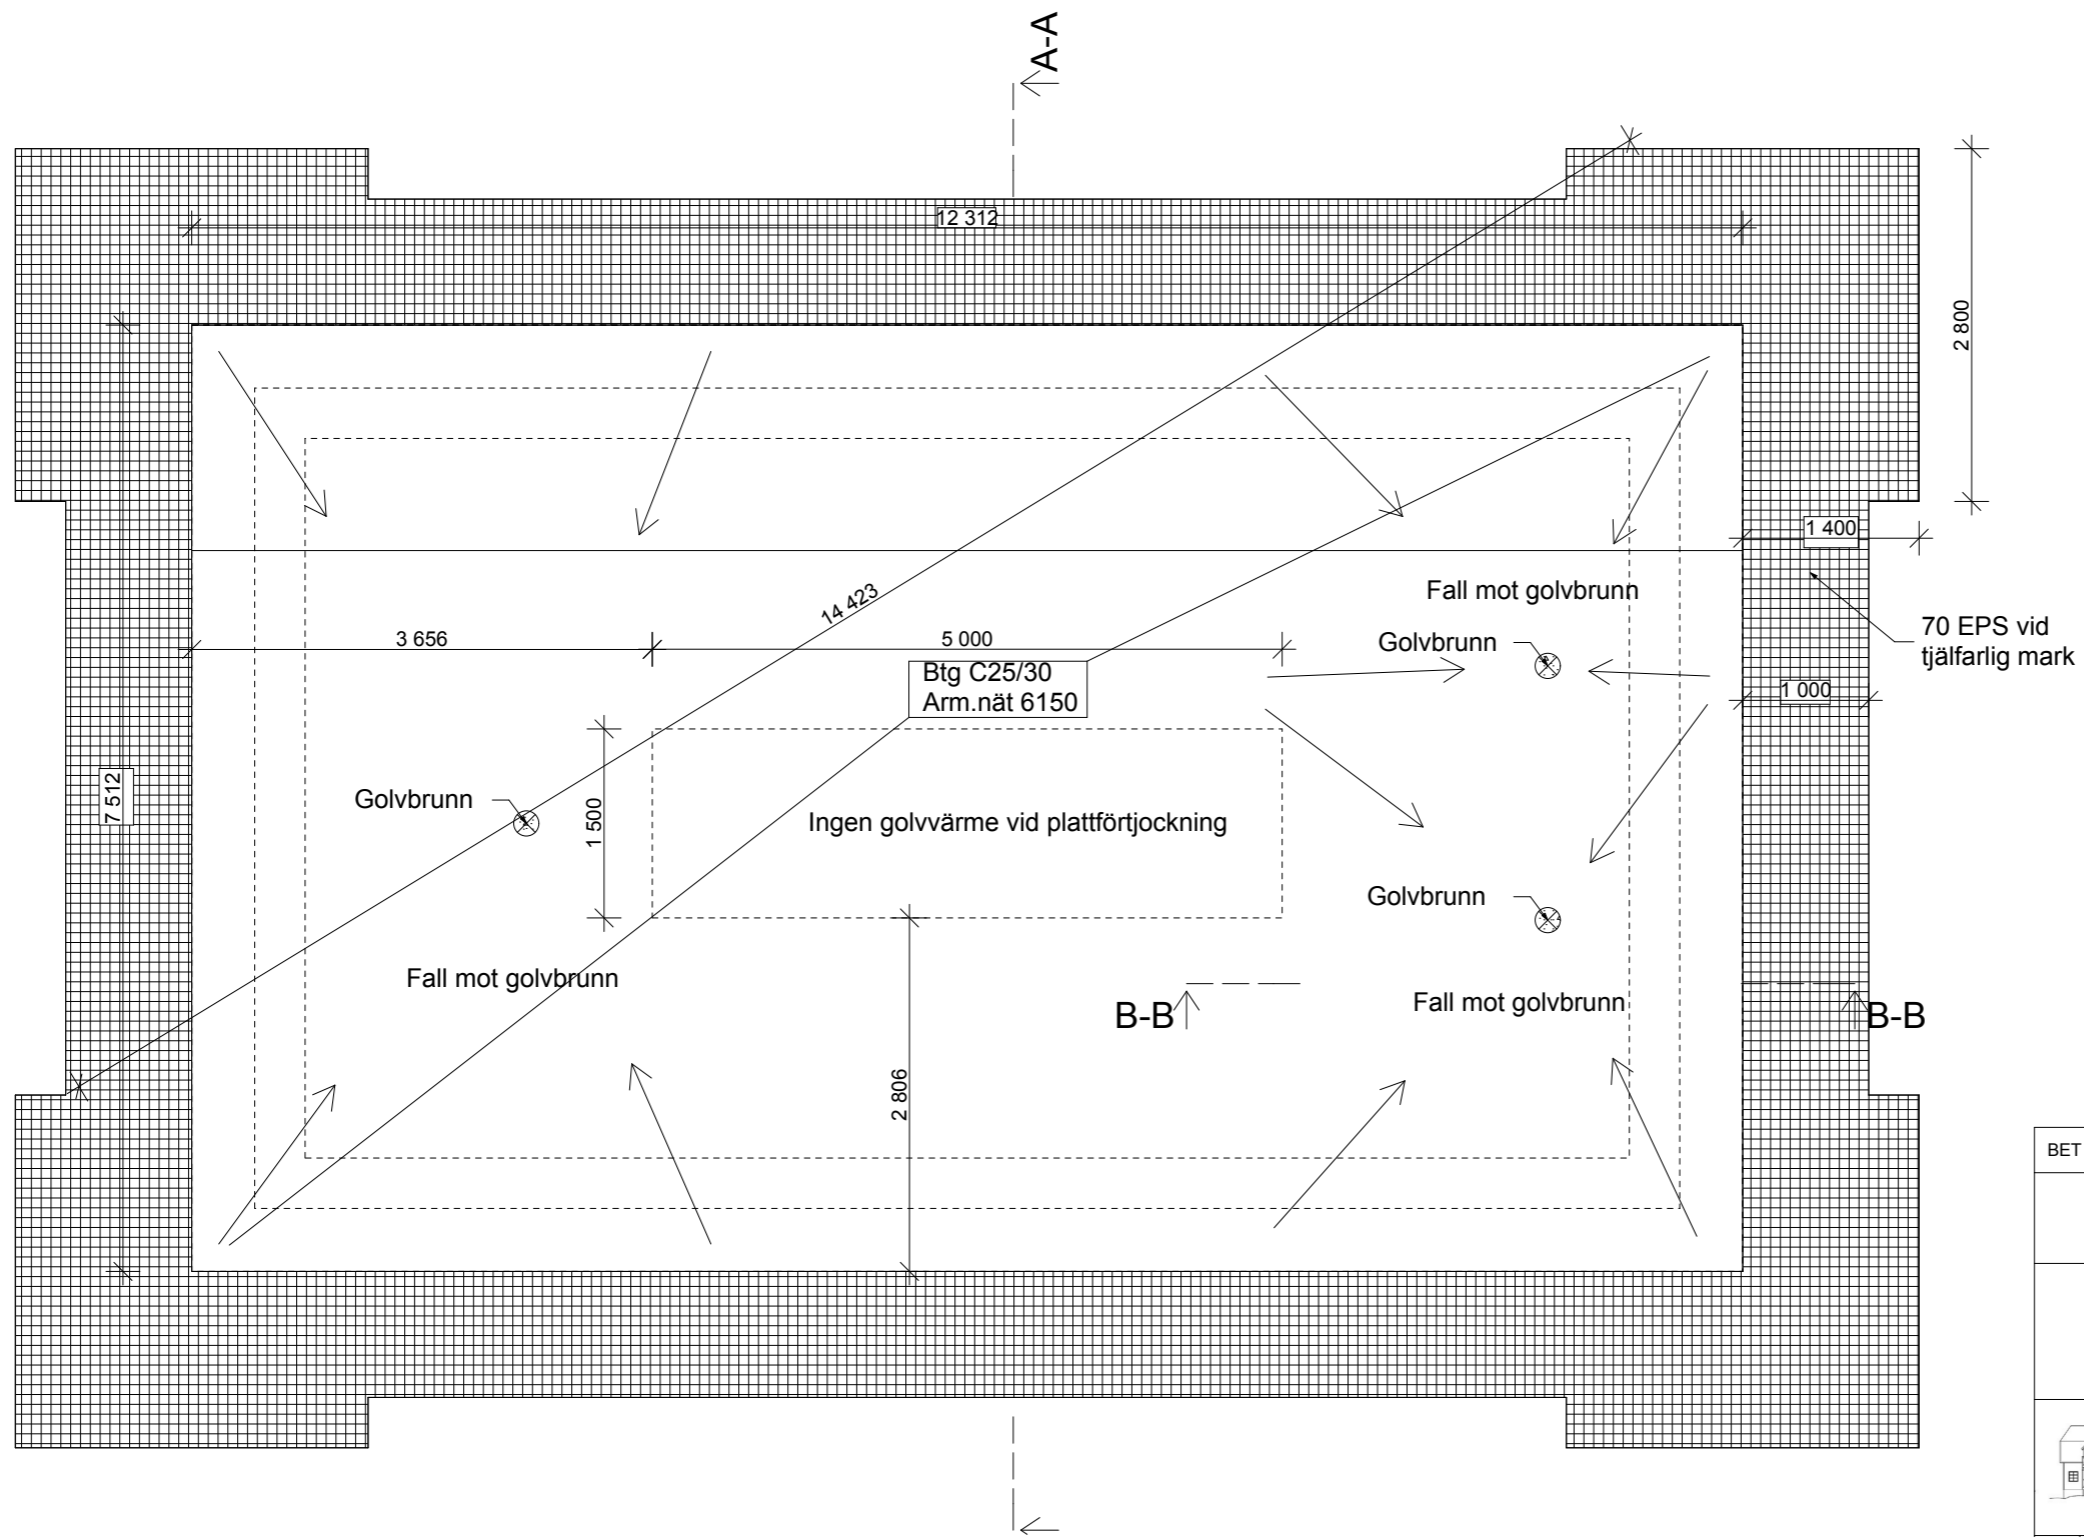 A-A
12 312
2 800
1 400
Fall mot golvbrunn
14 423
70 EPS vid
tjälfarlig mark
3 656
5 000
Golvbrunn
Btg C25/30
Arm.nät 6150
1 000
7 512
Golvbrunn
1 500
Ingen golvvärme vid plattförtjockning
Golvbrunn
Fall mot golvbrunn
Fall mot golvbrunn
B-B
B-B
2 806
BET